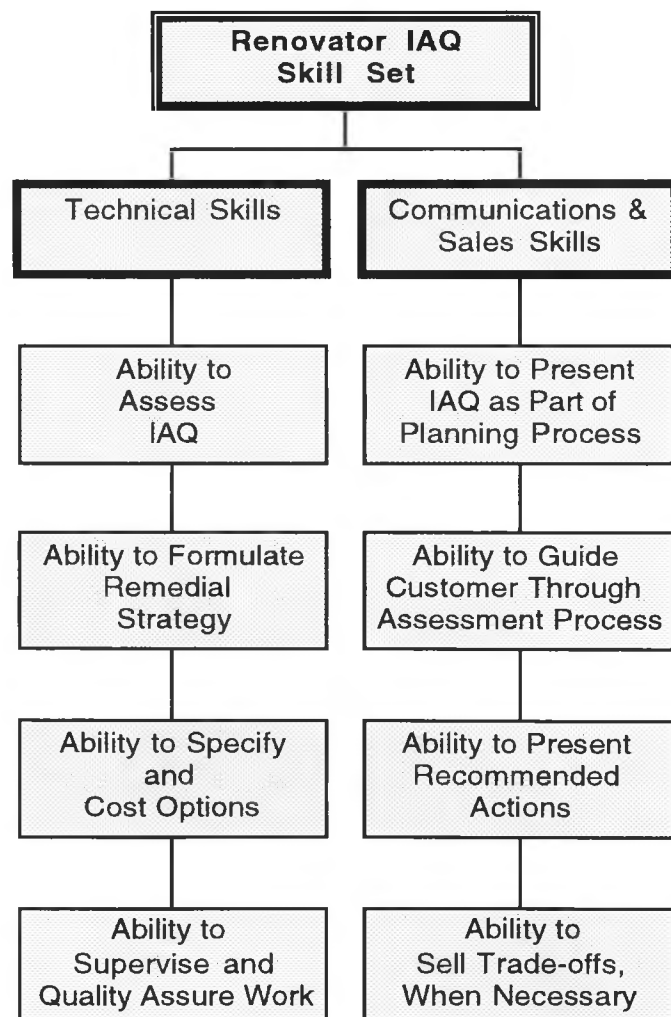 Renovator IAQ
Skill Set
Technical Skills
Communications &
Sales Skills
Ability to
Assess
IAQ
Ability to Present
IAQ as Part of
Planning Process
Ability to Formulate
Remedial
Strategy
Ability to Guide
Customer Through
Assessment Process
Ability to Specify
and
Cost Options
Ability to Present
Recommended
Actions
Ability to
Supervise and
Quality Assure Work
Ability to
Sell Trade-offs,
When Necessary